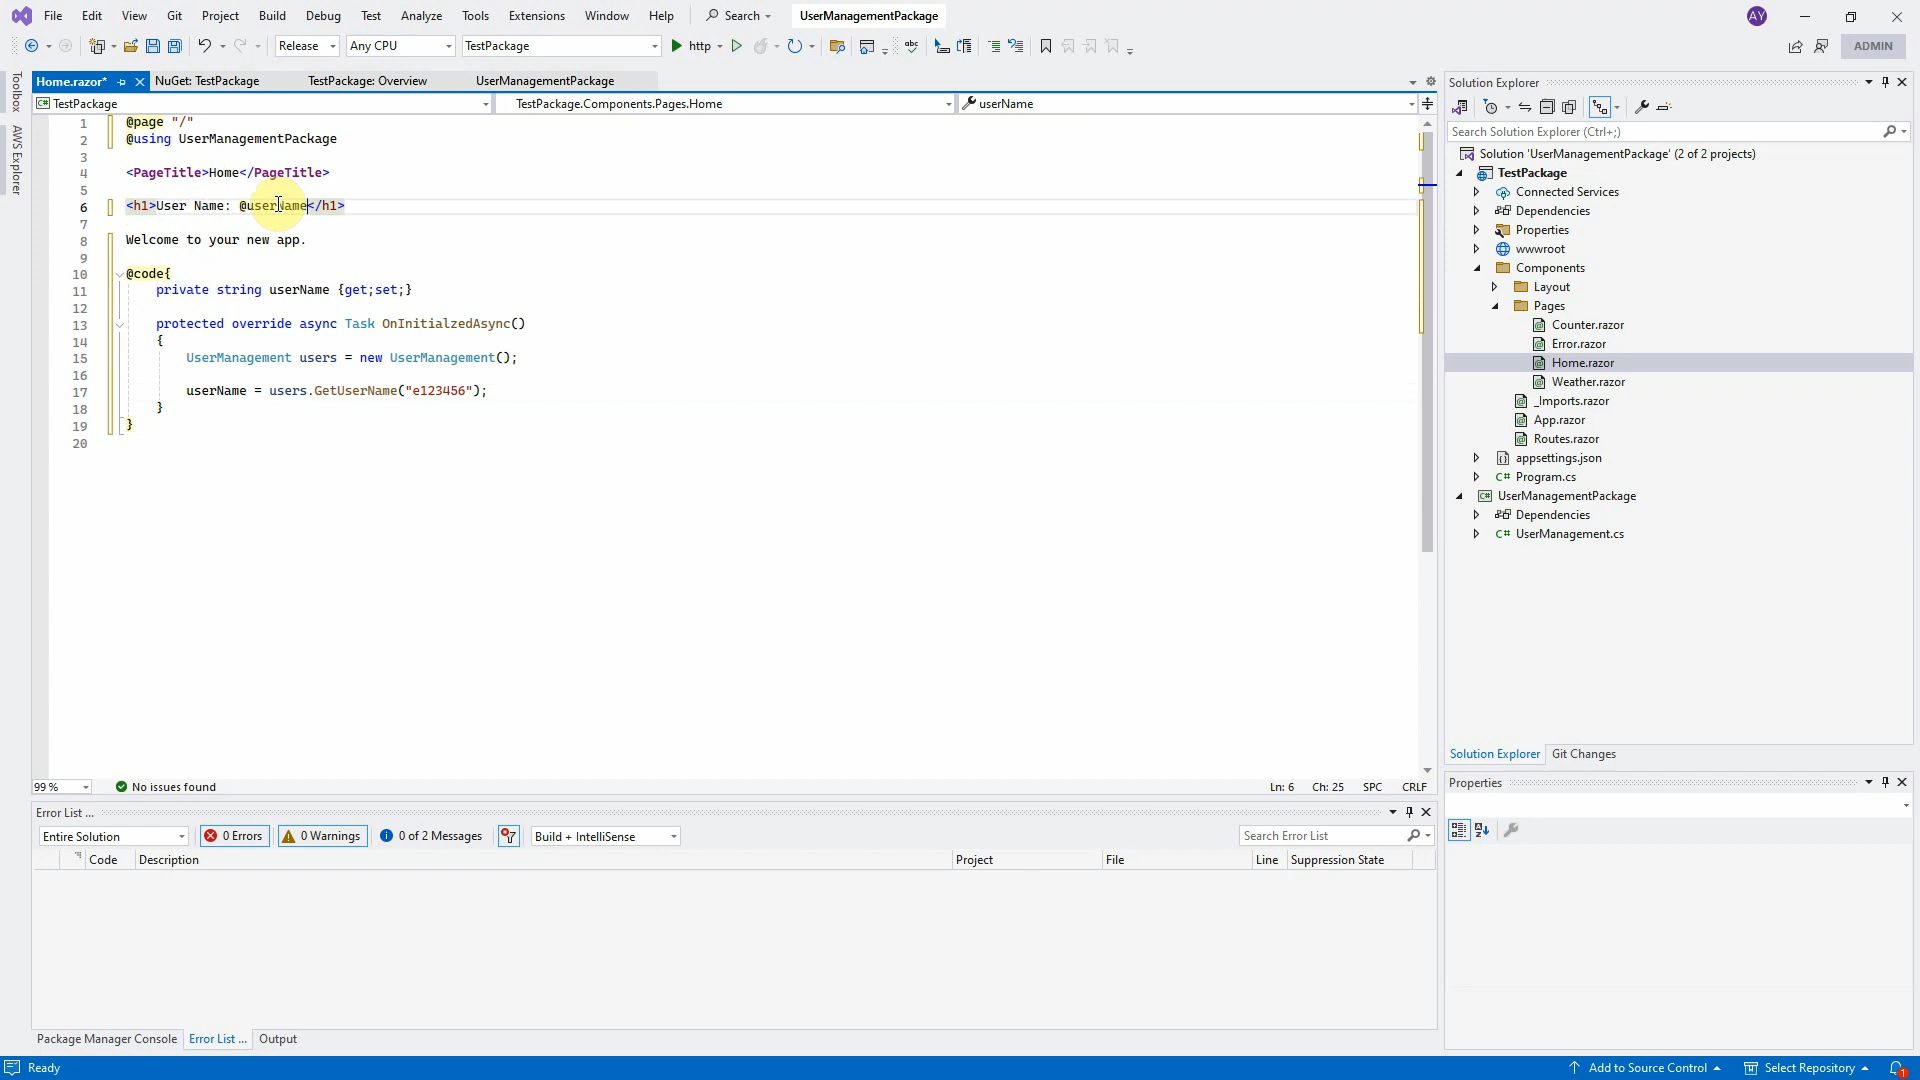 File Edit View Git Project Build Debug Test Analyze Tools Extensions Window Help Search UserManagementPackage AY
Release Any CPU TestPackage http abc ADMIN
Home.razor* NuGet: TestPackage TestPackage: Overview UserManagementPackage
TestPackage TestPackage.Components.Pages.Home userName
Toolbox
AWS Explorer
1 @page "/"
2 @using UserManagementPackage
3
4 <PageTitle>Home</PageTitle>
5
6 <h1>User Name: @userName</h1>
7
8 Welcome to your new app.
9
10 @code{
11 private string userName {get;set;}
12
13 protected override async Task OnInitialzedAsync()
14 {
15 UserManagement users = new UserManagement();
16
17 userName = users.GetUserName("e123456");
18 }
19 }
20
99 % No issues found Ln: 6 Ch: 25 SPC CRLF
Error List ...
Entire Solution 0 Errors 0 Warnings 0 of 2 Messages Build + IntelliSense Search Error List
Code Description Project File Line Suppression State
Package Manager Console Error List ... Output
Solution Explorer
Search Solution Explorer (Ctrl+;)
Solution 'UserManagementPackage' (2 of 2 projects)
TestPackage
Connected Services
Dependencies
Properties
wwwroot
Components
Layout
Pages
Counter.razor
Error.razor
Home.razor
Weather.razor
_Imports.razor
App.razor
Routes.razor
appsettings.json
C# Program.cs
C# UserManagementPackage
Dependencies
C# UserManagement.cs
Solution Explorer Git Changes
Properties
Ready Add to Source Control Select Repository 1